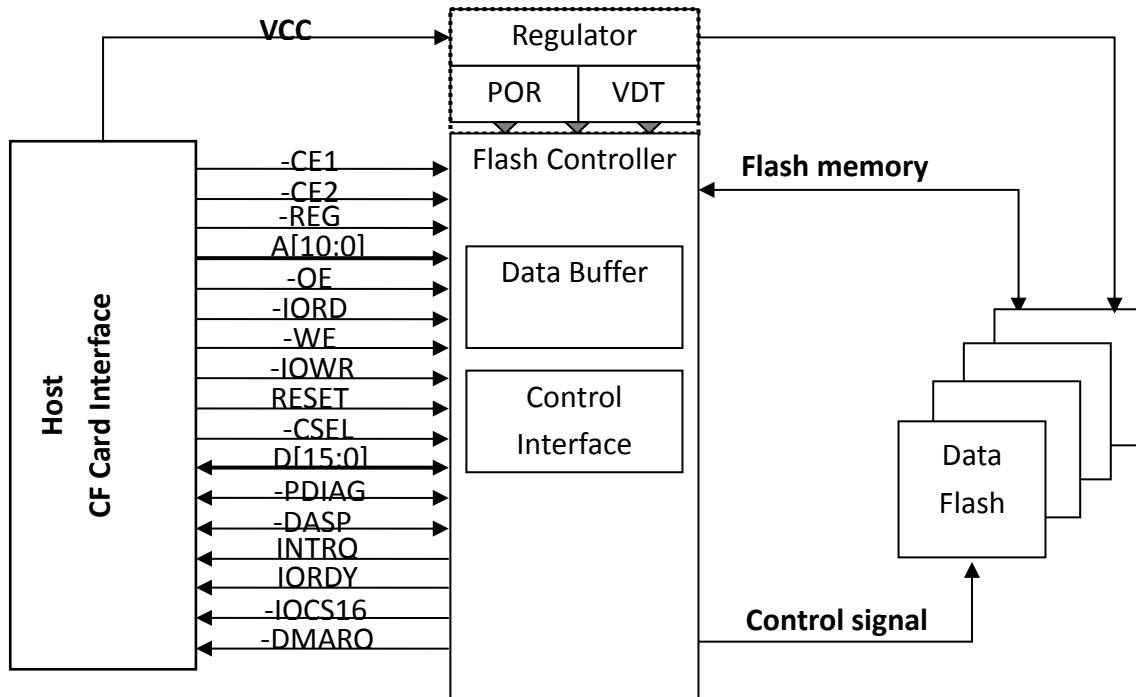 VCC
Regulator
POR
VDT
Flash Controller
-CE1
-CE2
-REG
A[10:0]
-OE
-IORD
-WE
-IOWR
RESET
-CSEL
D[15:0]
-PDIAG
-DASP
INTRQ
IORDY
-IOCS16
-DMARQ
Host
CF Card Interface
Data Buffer
Control
Interface
Flash memory
Data
Flash
Control signal